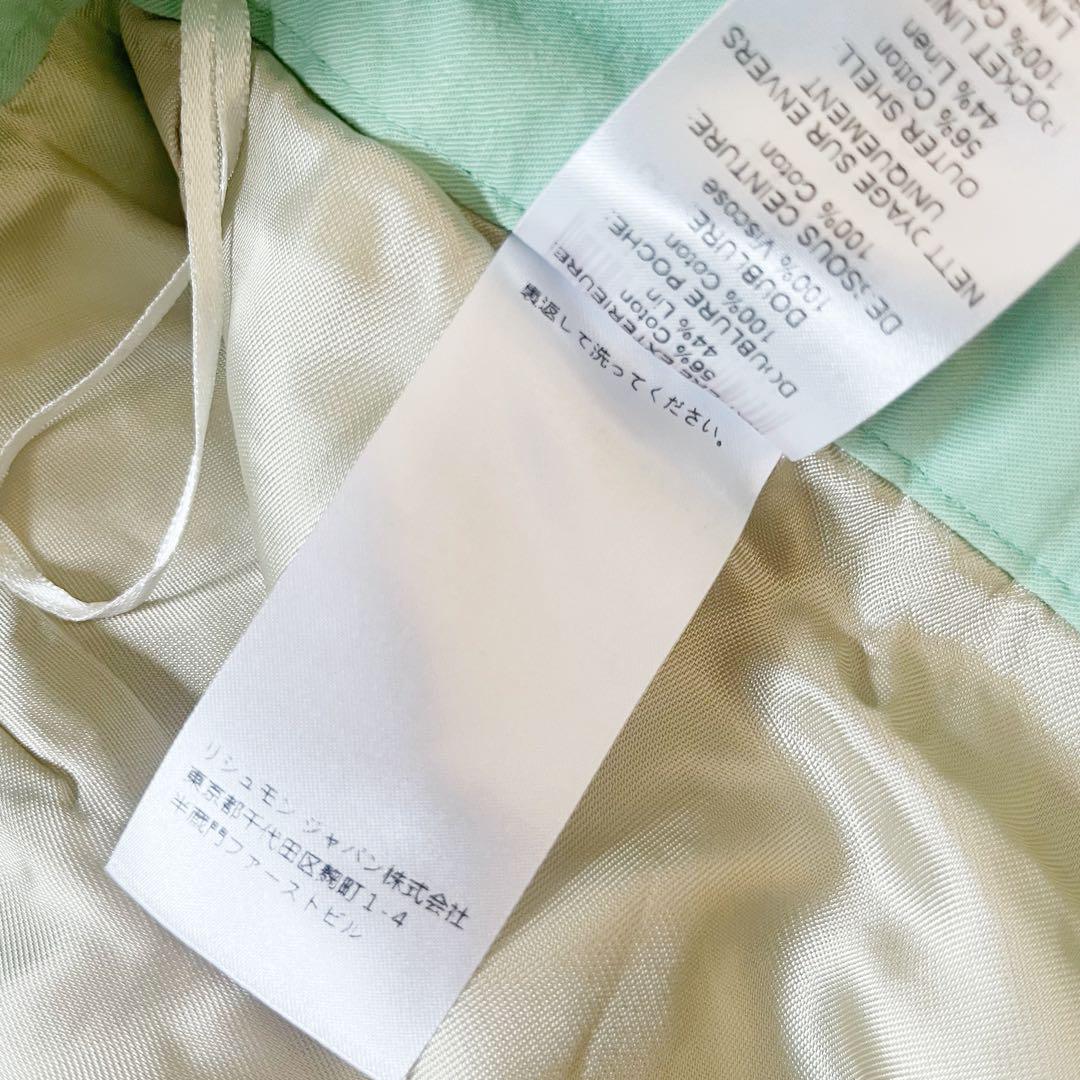 EXTERIEURE
56% Coton
44% Lin
DOUBLURE POCHE
100% Coton
DOUBLURE
100% Viscose
DESSOUS CEINTURE
100% Coton
NETTOYAGE SUR ENVERS
UNIQUEMENT
OUTER SHELL
56% Cotton
44% Linen
POCKET
100%
裏返して洗ってください。
リシュモン ジャパン株式会社
東京都千代田区麹町1-4
半蔵門ファーストビル